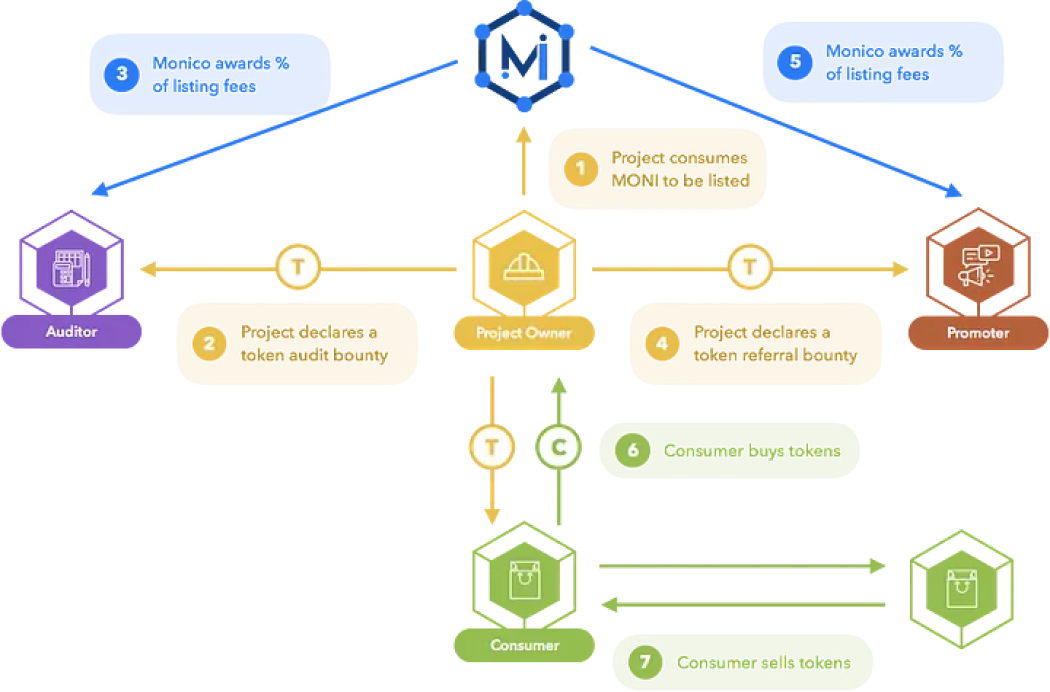 3
Monico awards %
of listing fees
M
5
Monico awards %
of listing fees
1
Project consumes
MONI to be listed
T
T
Auditor
Project Owner
Promoter
2
Project declares a
token audit bounty
4
Project declares a
token referral bounty
T
C
6
Consumer buys tokens
Consumer
7
Consumer sells tokens